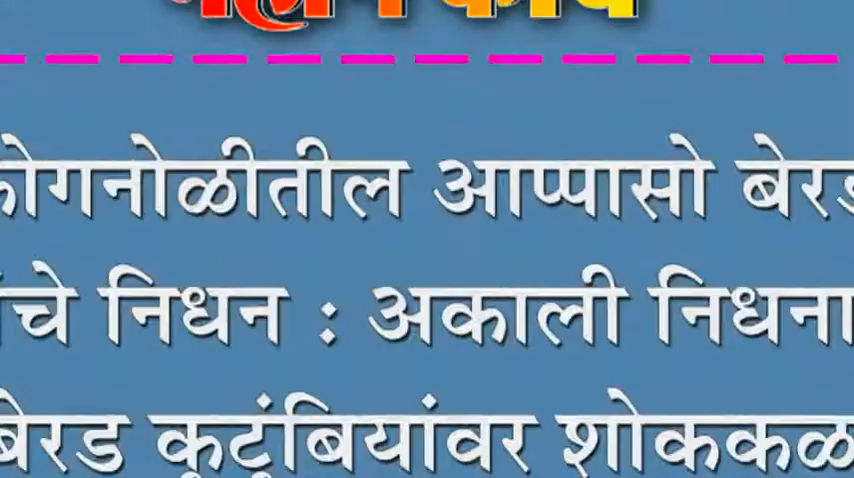 कोगनोळीतील आप्पासो बेरड
चे निधन : अकाली निधना
बेरड कुटुंबियांवर शोककळ